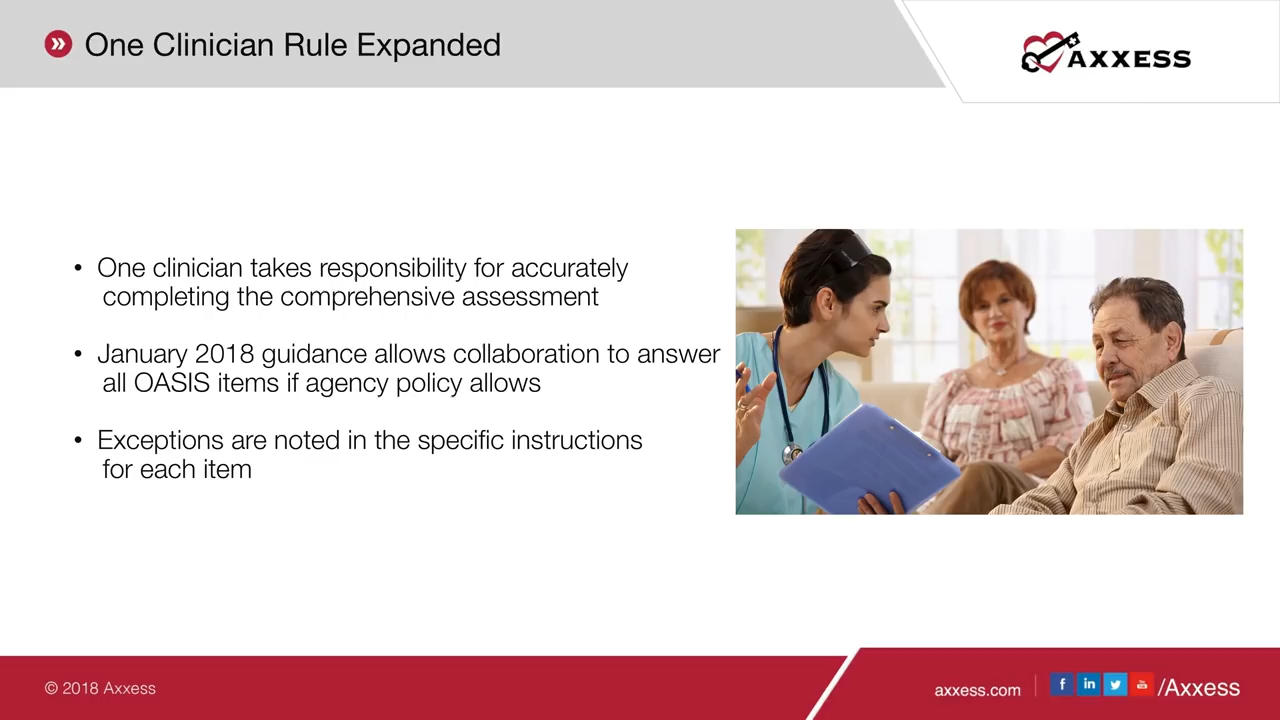 One Clinician Rule Expanded
AXXESS
• One clinician takes responsibility for accurately
completing the comprehensive assessment
• January 2018 guidance allows collaboration to answer
all OASIS items if agency policy allows
• Exceptions are noted in the specific instructions
for each item
© 2018 Axxess
axxess.com
/Axxess